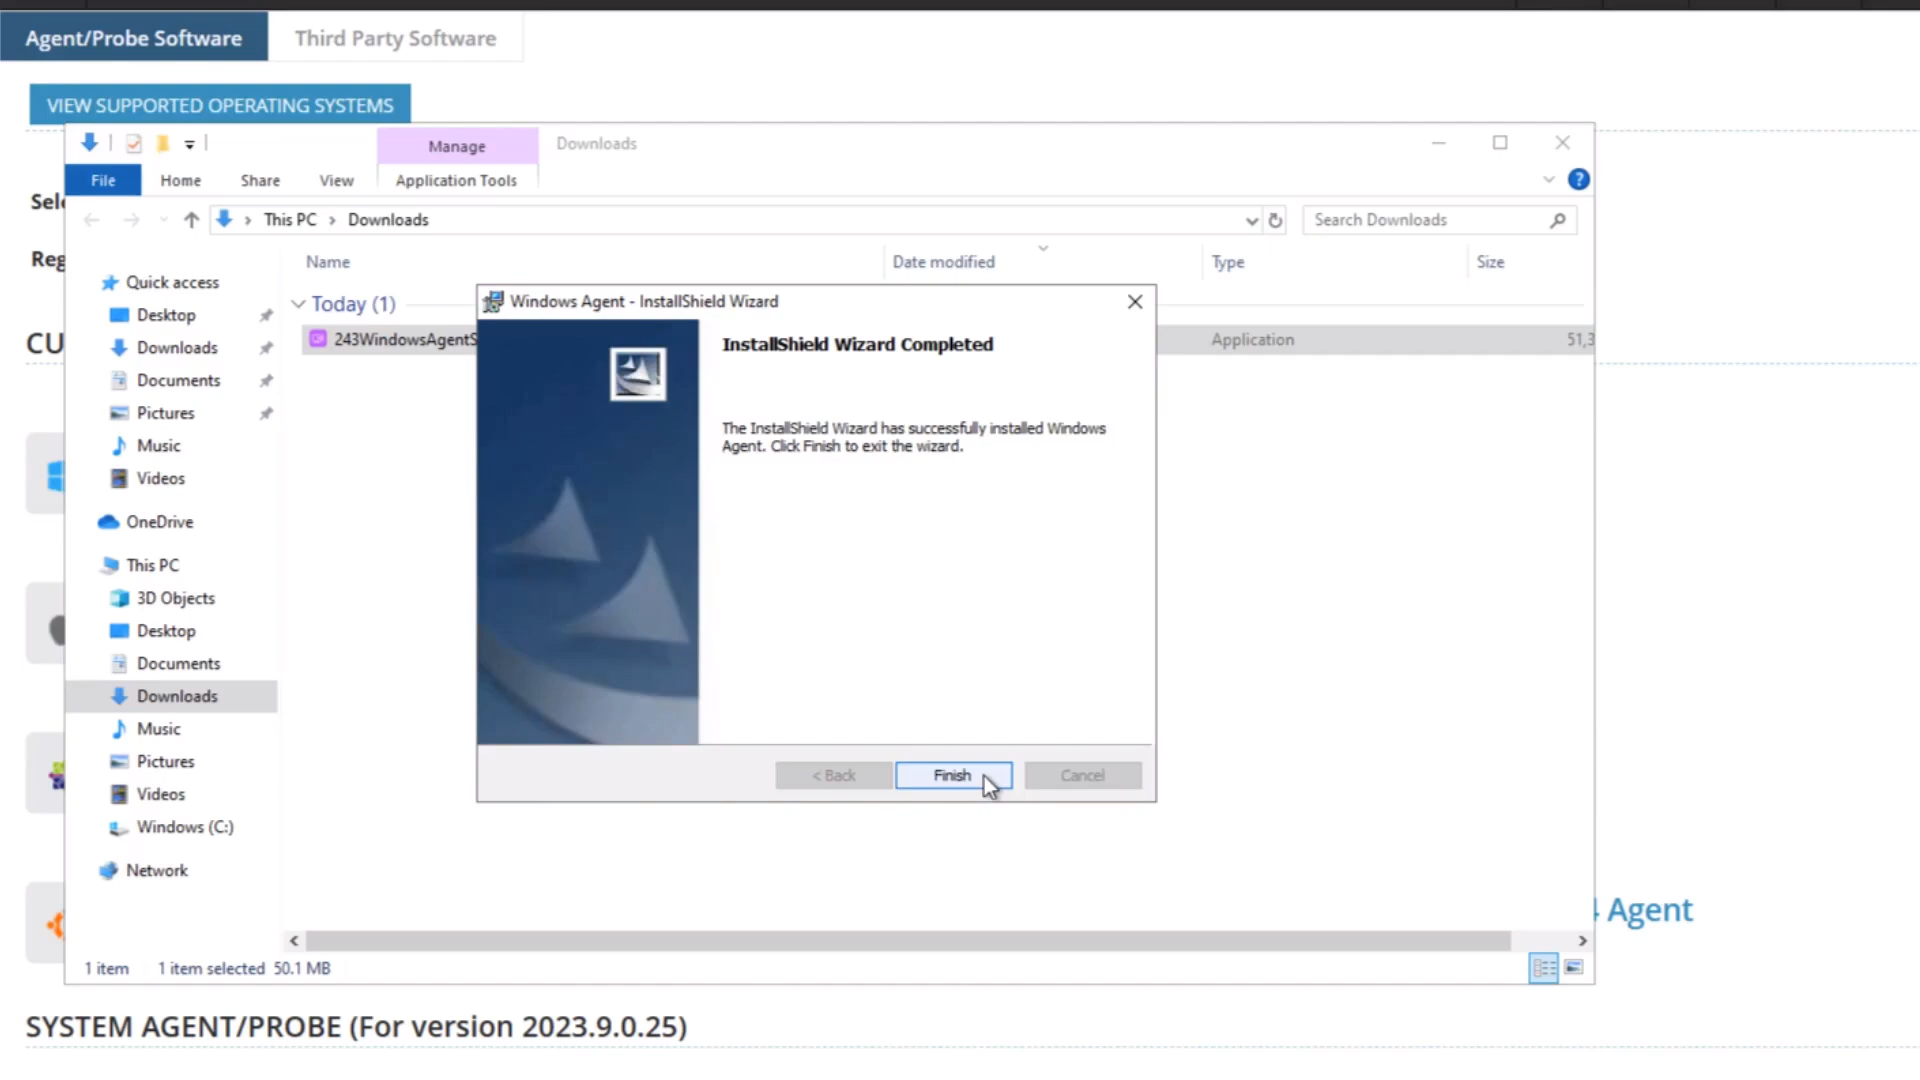 Agent/Probe Software
Third Party Software
VIEW SUPPORTED OPERATING SYSTEMS
Manage
Downloads
File
Home
Share
View
Application Tools
This PC
Downloads
Search Downloads
Name
Date modified
Type
Size
Quick access
Desktop
Downloads
Documents
Pictures
Music
Videos
OneDrive
This PC
3D Objects
Desktop
Documents
Downloads
Music
Pictures
Videos
Windows (C:)
Network
Today (1)
243WindowsAgentS
Application
51,3
Windows Agent - InstallShield Wizard
InstallShield Wizard Completed
The InstallShield Wizard has successfully installed Windows
Agent. Click Finish to exit the wizard.
< Back
Finish
Cancel
1 item
1 item selected
50.1 MB
Agent
SYSTEM AGENT/PROBE (For version 2023.9.0.25)